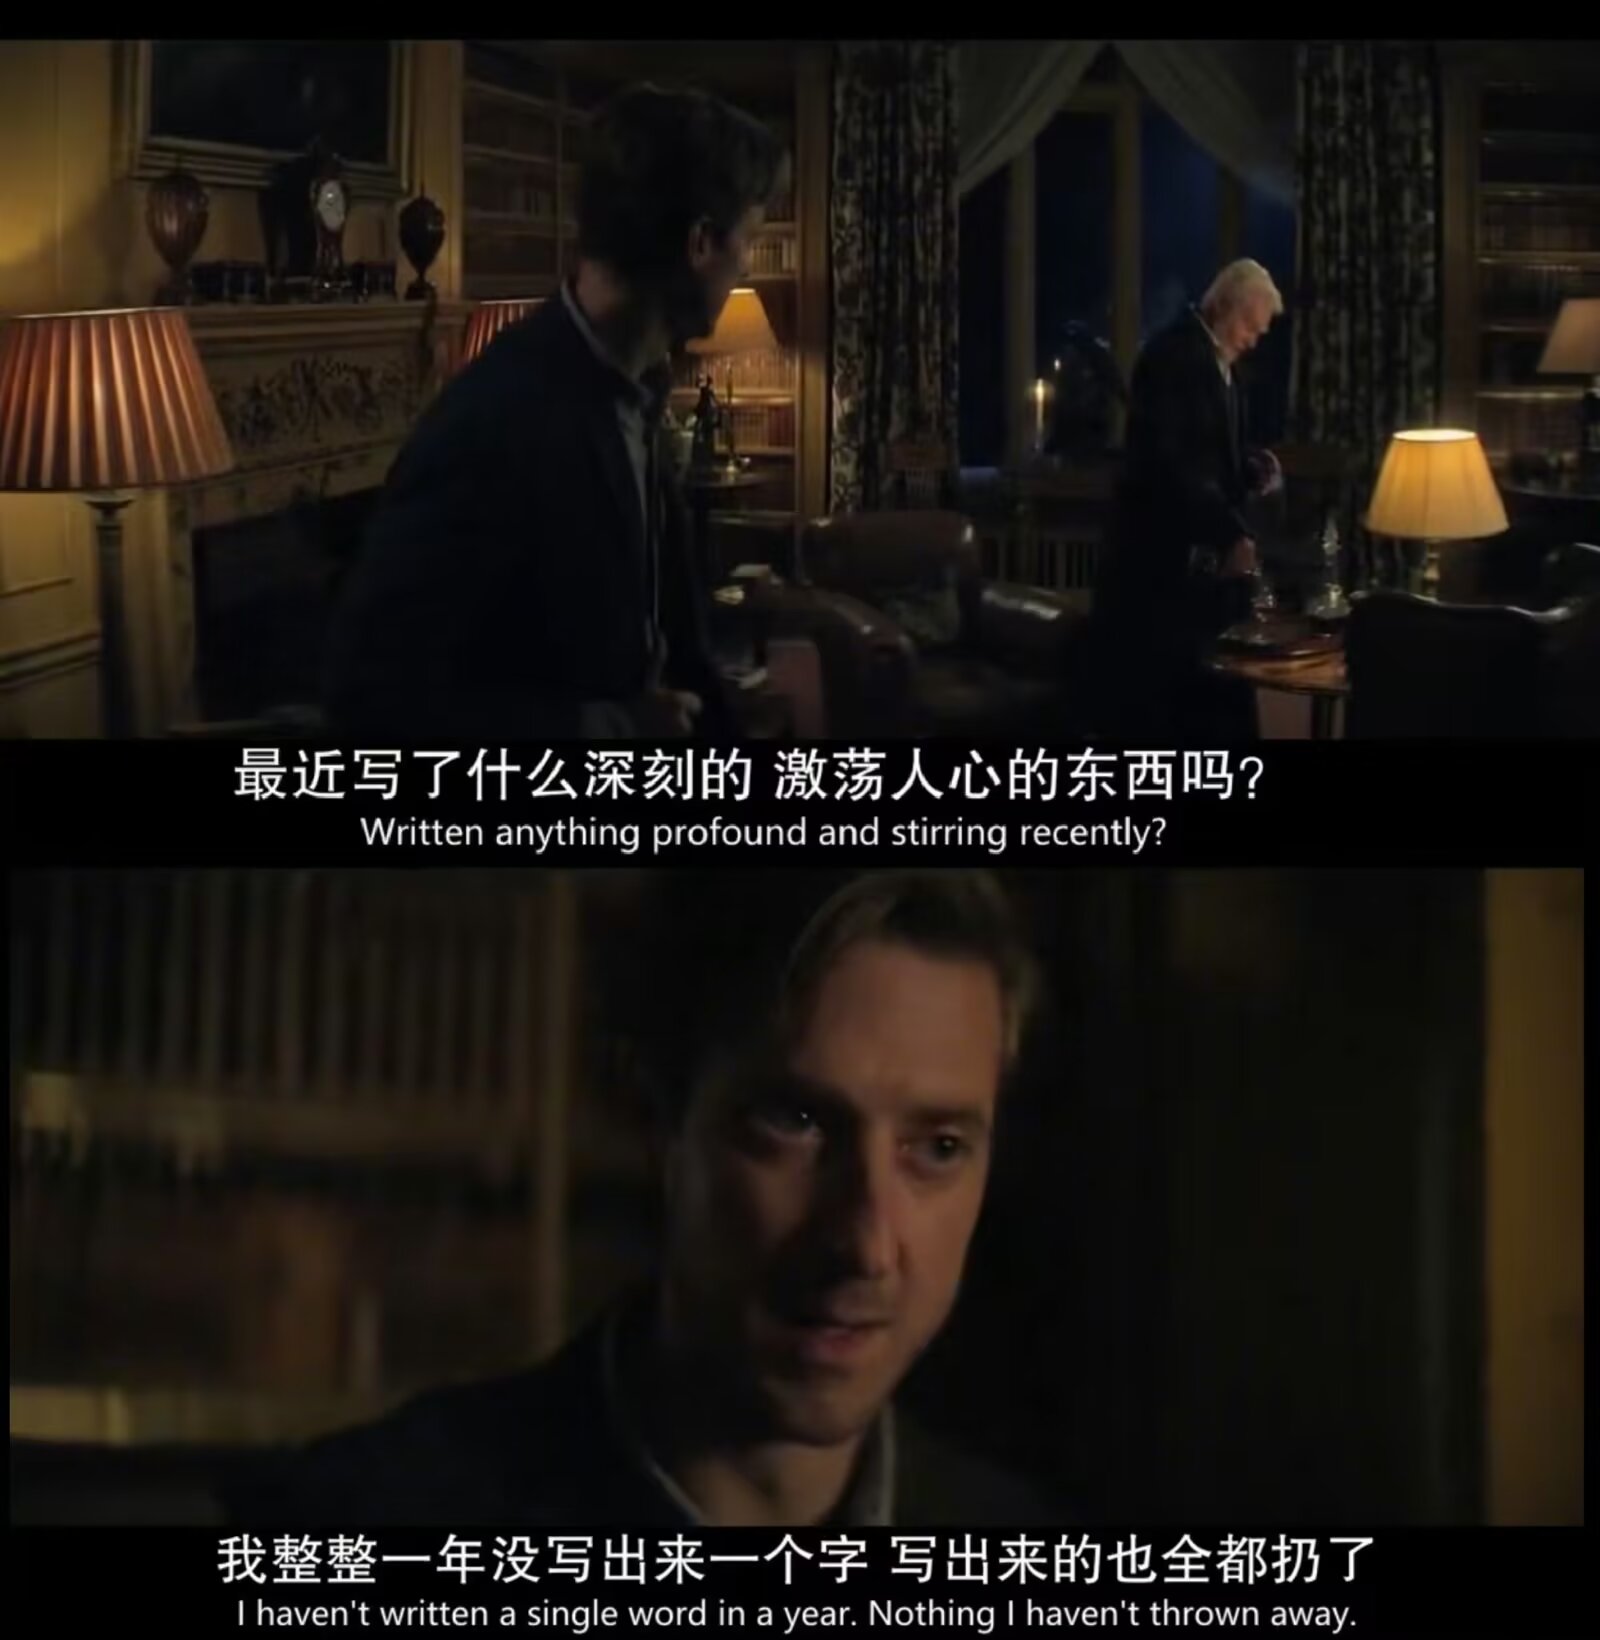 最近写了什么深刻的 激荡人心的东西吗?
Written anything profound and stirring recently?
我整整一年没写出来一个字 写出来的也全都扔了
I haven't written a single word in a year. Nothing I haven't thrown away.